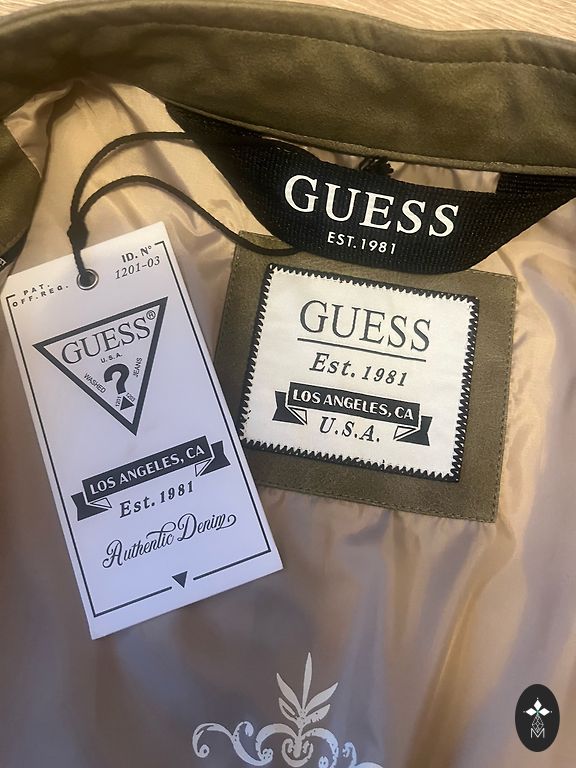 GUESS
EST.1981
GUESS
Est. 1981
LOS ANGELES, CA
U.S.A.
PAT.
OFF. REG.
ID. Nº
1201-03
GUESS®
U.S.A.
WASHED
?
JEANS
LOS ANGELES, CA
Est. 1981
Authentic Denim
M